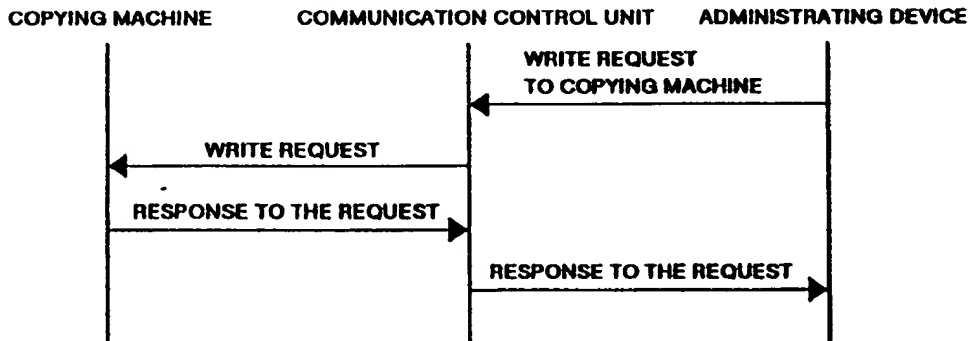 COPYING MACHINE
COMMUNICATION CONTROL UNIT
ADMINISTRATING DEVICE
WRITE REQUEST
TO COPYING MACHINE
WRITE REQUEST
RESPONSE TO THE REQUEST
RESPONSE TO THE REQUEST